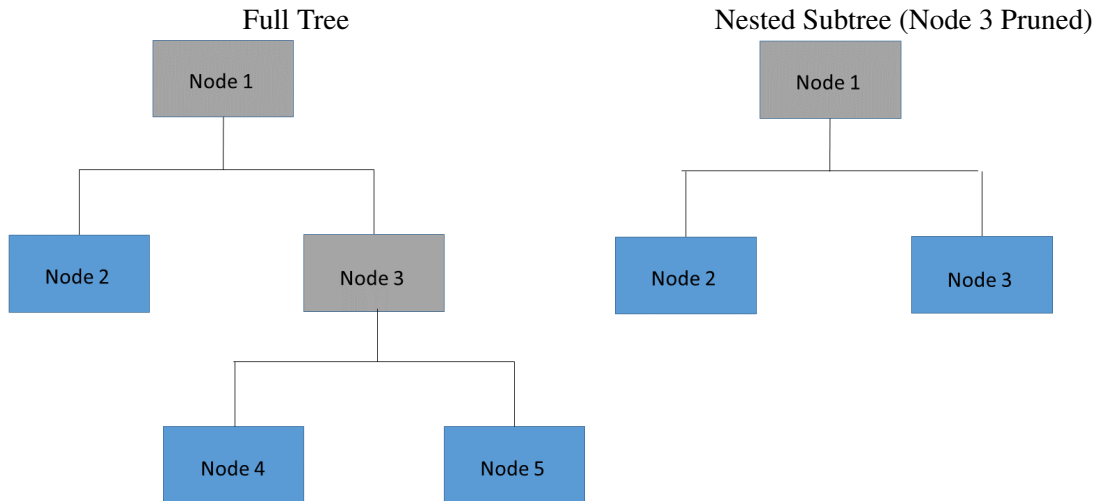 Full Tree
Nested Subtree (Node 3 Pruned)
Node 1
Node 1
Node 2
Node 3
Node 2
Node 3
Node 4
Node 5